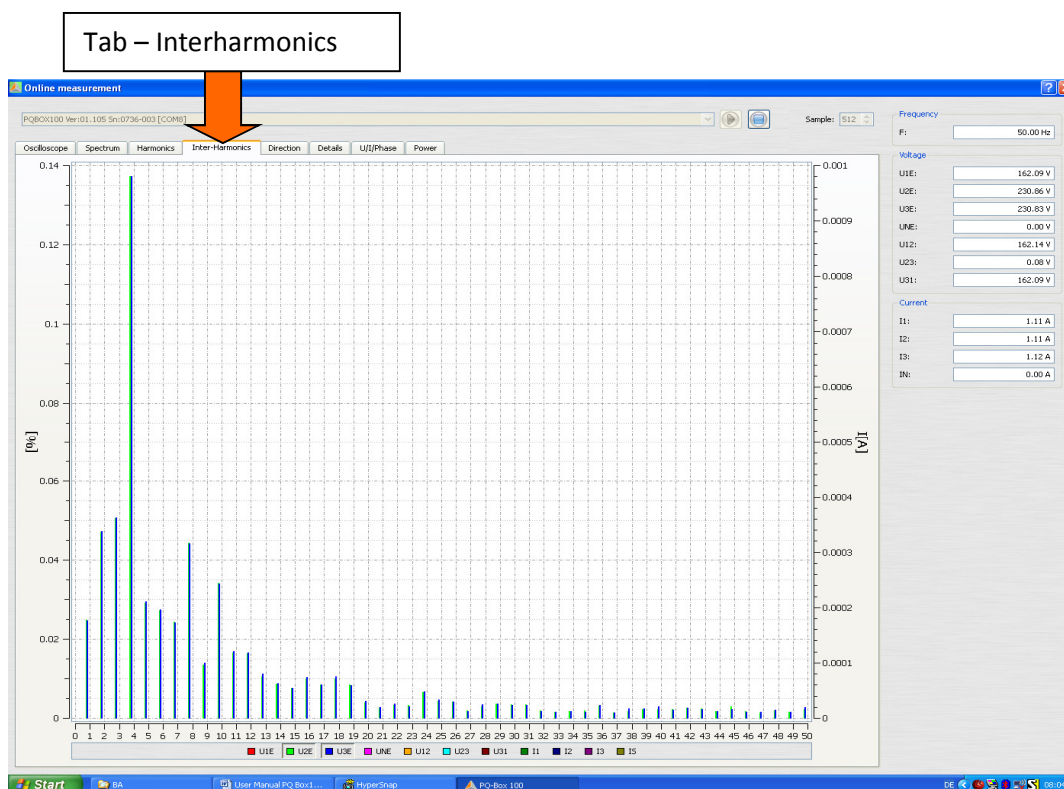 Tab – Interharmonics
Online measurement
PQBOX100 Ver:01.105 Sn:0736-003 [COM8]
Sample: 512
Oscilloscope Spectrum Harmonics Inter-Harmonics Direction Details U/I/Phase Power
Frequency
F: 50.00 Hz
Voltage
U1E: 162.09 V
U2E: 230.86 V
U3E: 230.83 V
UNE: 0.00 V
U12: 162.14 V
U23: 0.08 V
U31: 162.09 V
Current
I1: 1.11 A
I2: 1.11 A
I3: 1.12 A
IN: 0.00 A
0.14
0.12
0.1
0.08
0.06
0.04
0.02
0
[%]
0.001
0.0009
0.0008
0.0007
0.0006
0.0005
0.0004
0.0003
0.0002
0.0001
0
I[A]
0 1 2 3 4 5 6 7 8 9 10 11 12 13 14 15 16 17 18 19 20 21 22 23 24 25 26 27 28 29 30 31 32 33 34 35 36 37 38 39 40 41 42 43 44 45 46 47 48 49 50
U1E U2E U3E UNE U12 U23 U31 I1 I2 I3 IS
Start BA User Manual PQ Box1... HyperSnap PQ-Box 100 DE 08:04